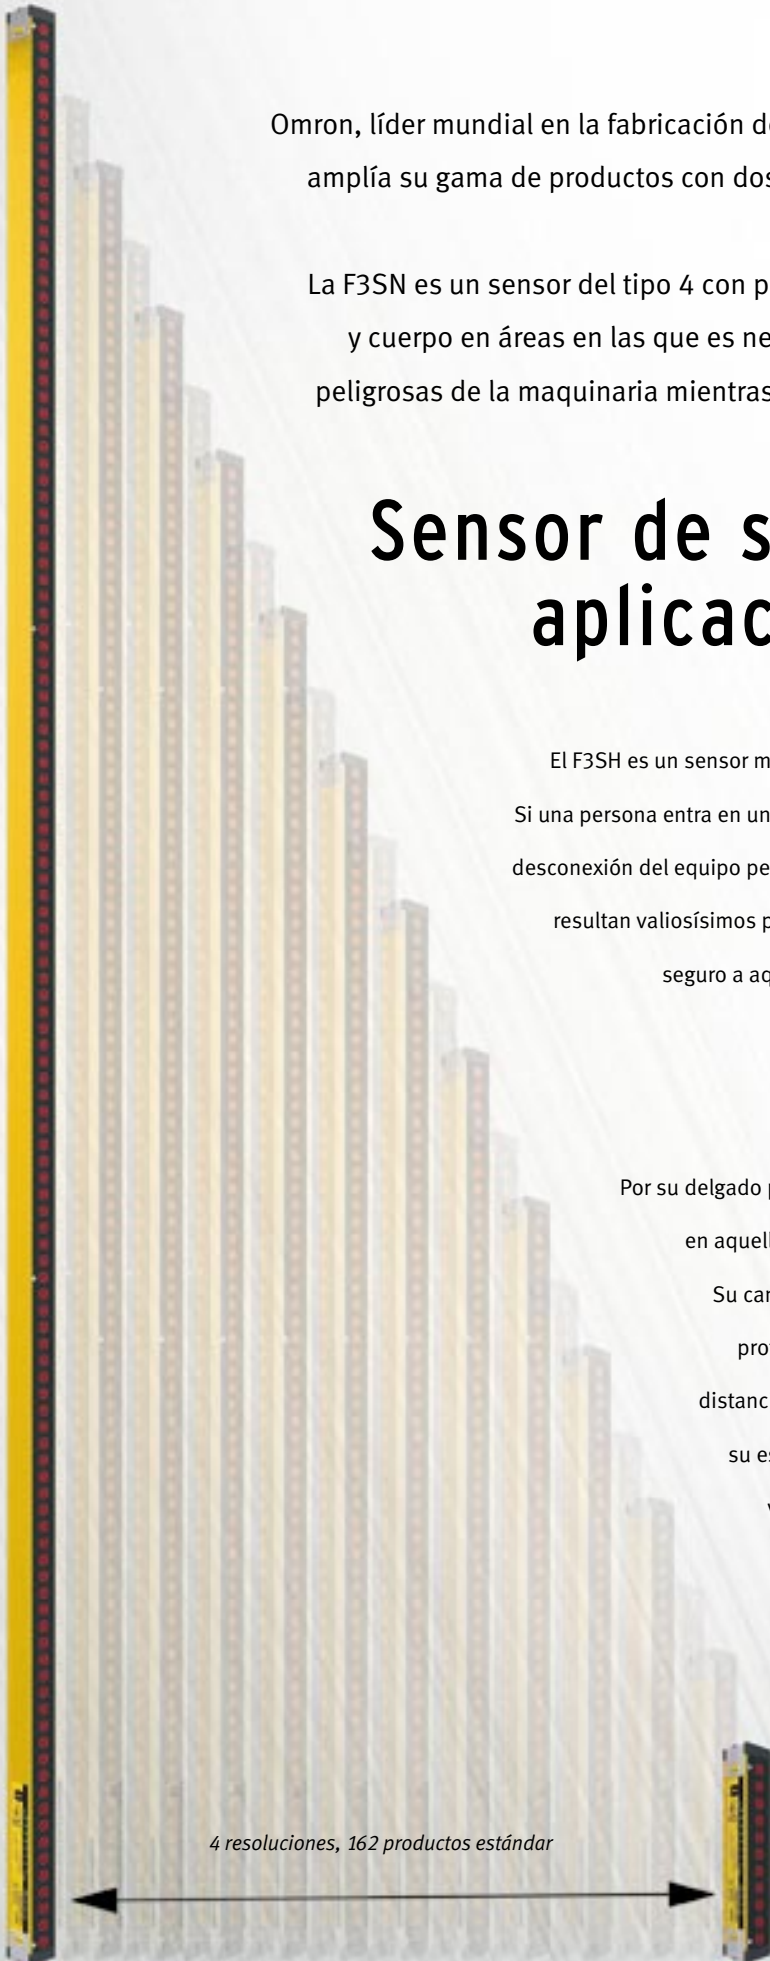 Omron, líder mundial en la fabricación de
amplía su gama de productos con dos
La F3SN es un sensor del tipo 4 con p
y cuerpo en áreas en las que es ne
peligrosas de la maquinaria mientras
Sensor de s
aplicac
El F3SH es un sensor m
Si una persona entra en un
desconexión del equipo pe
resultan valiosísimos p
seguro a aq
Por su delgado p
en aquell
Su car
pro
distanc
su es
4 resoluciones, 162 productos estándar